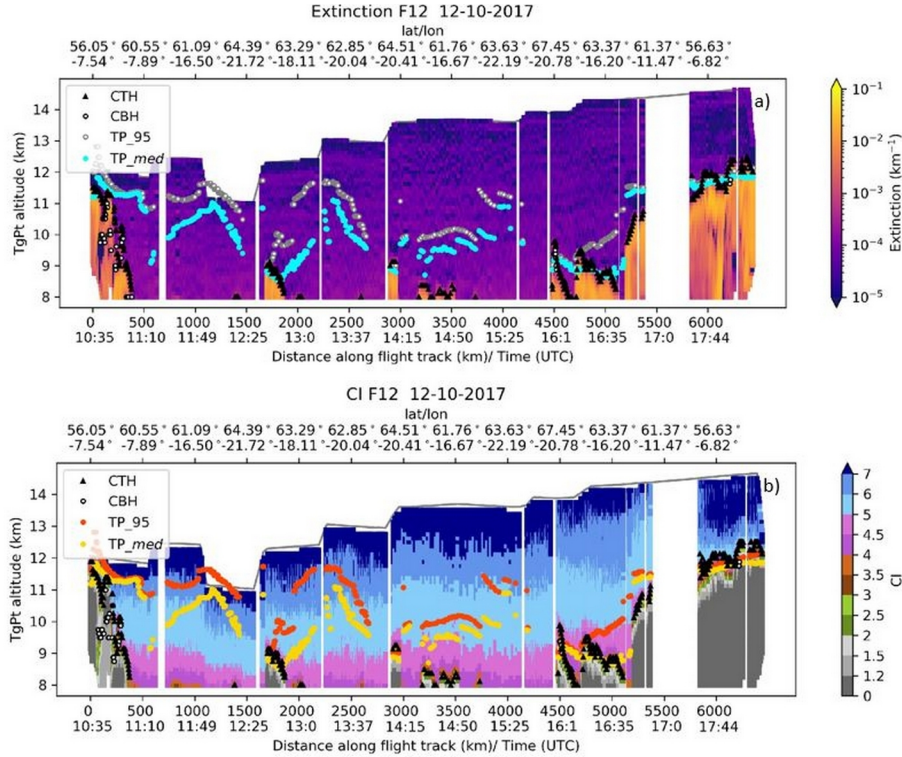 Extinction F12 12-10-2017
lat/lon
56.05° 60.55° 61.09° 64.39° 63.29° 62.85° 64.51° 61.76° 63.63° 67.45° 63.37° 61.37° 56.63°
-7.54° -7.89° -16.50° -21.72° -18.11° -20.04° -20.41° -16.67° -22.19° -20.78° -16.20° -11.47° -6.82°
a)
CTH
CBH
TP_95
TP_med
TgPt altitude (km)
14
13
12
11
10
9
8
0 500 1000 1500 2000 2500 3000 3500 4000 4500 5000 5500 6000
10:35 11:10 11:49 12:25 13:0 13:37 14:15 14:50 15:25 16:1 16:35 17:0 17:44
Distance along flight track (km)/ Time (UTC)
10⁻¹
10⁻²
10⁻³
10⁻⁴
10⁻⁵
Extinction (km⁻¹)
CI F12 12-10-2017
lat/lon
56.05° 60.55° 61.09° 64.39° 63.29° 62.85° 64.51° 61.76° 63.63° 67.45° 63.37° 61.37° 56.63°
-7.54° -7.89° -16.50° -21.72° -18.11° -20.04° -20.41° -16.67° -22.19° -20.78° -16.20° -11.47° -6.82°
b)
CTH
CBH
TP_95
TP_med
TgPt altitude (km)
14
13
12
11
10
9
8
0 500 1000 1500 2000 2500 3000 3500 4000 4500 5000 5500 6000
10:35 11:10 11:49 12:25 13:0 13:37 14:15 14:50 15:25 16:1 16:35 17:0 17:44
Distance along flight track (km)/ Time (UTC)
7
6
5
4
3.5
3
2.5
2
1.5
1.2
0
CI